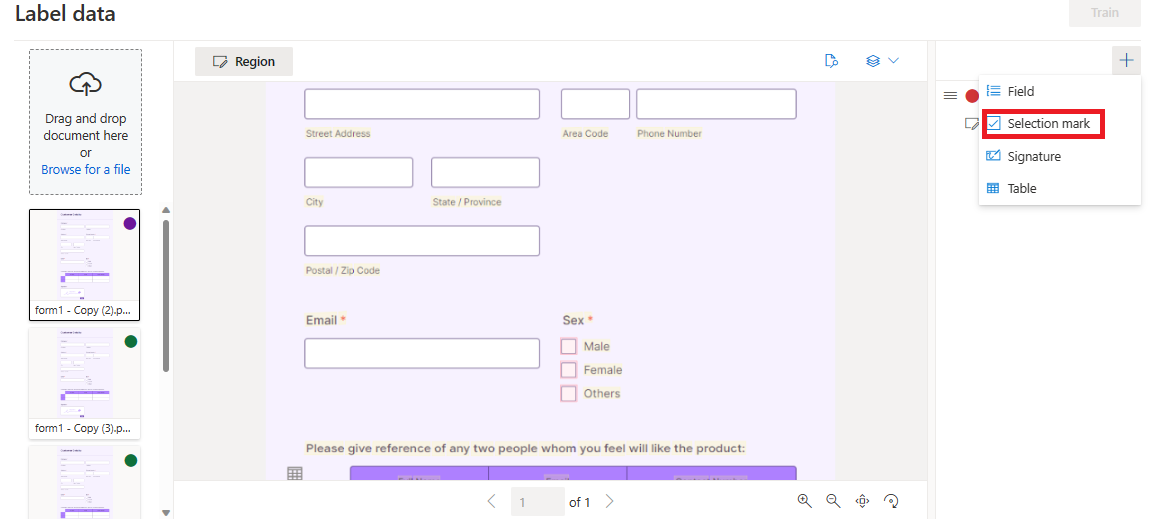 Label data
Train
Drag and drop
document here
or
Browse for a file
form1 - Copy (2).p...
form1 - Copy (3).p...
Region
Street Address
Area Code
Phone Number
City
State / Province
Postal / Zip Code
Email *
Sex *
Male
Female
Others
Please give reference of any two people whom you feel will like the product:
1 of 1
Field
Selection mark
Signature
Table